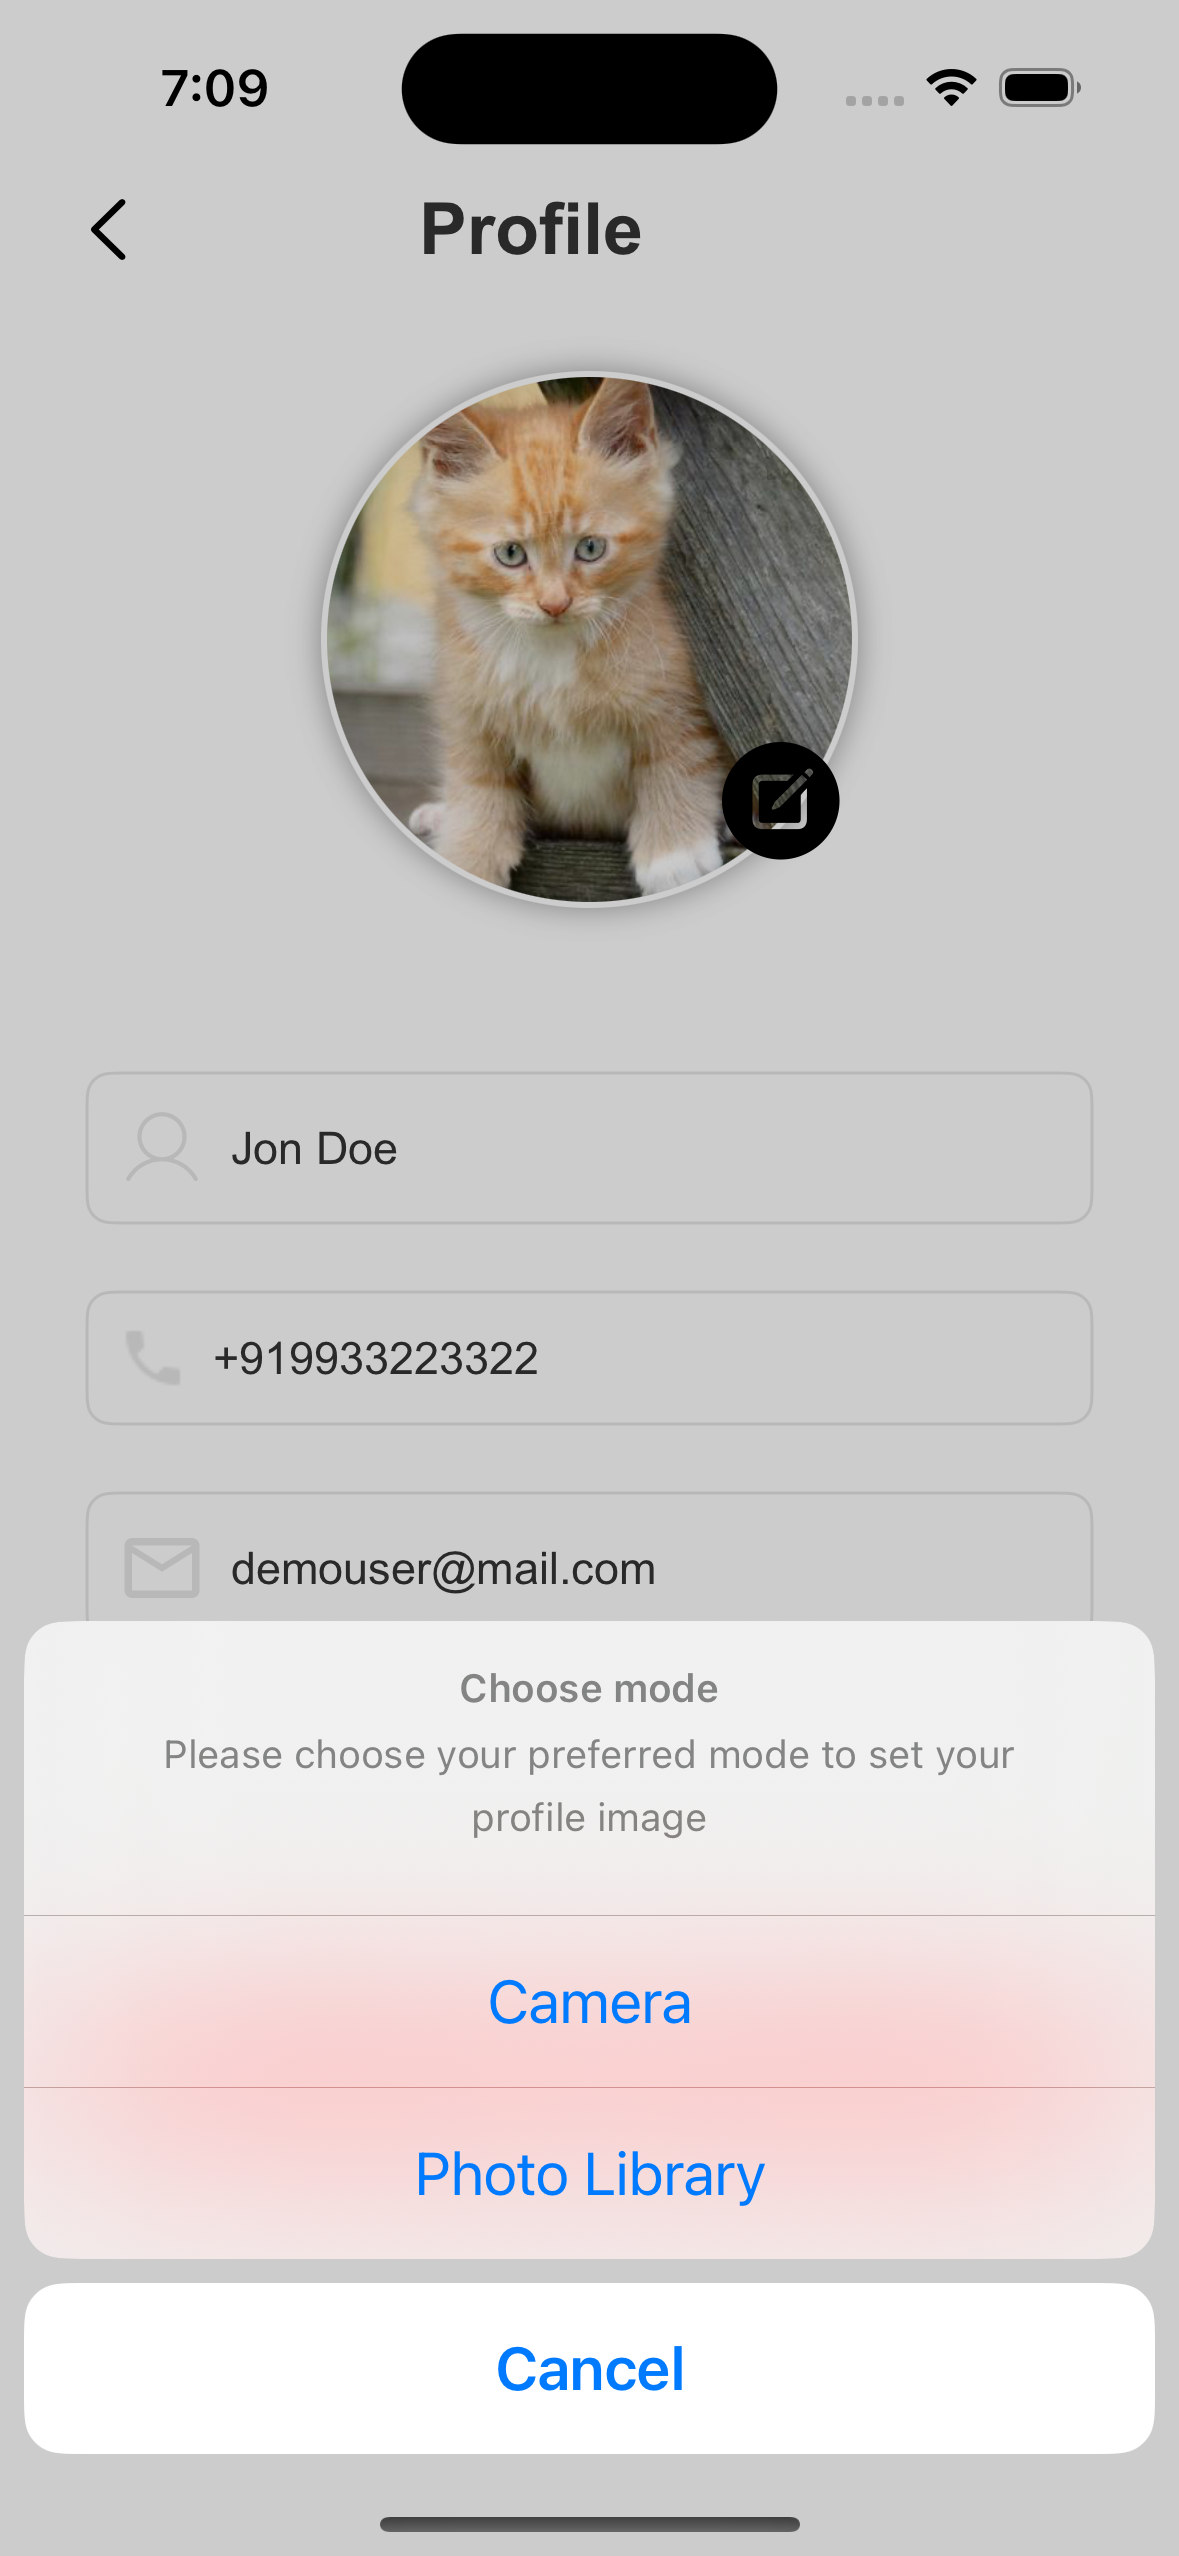 7:09
Profile
Jon Doe
+919933223322
demouser@mail.com
Choose mode
Please choose your preferred mode to set your
profile image
Camera
Photo Library
Cancel